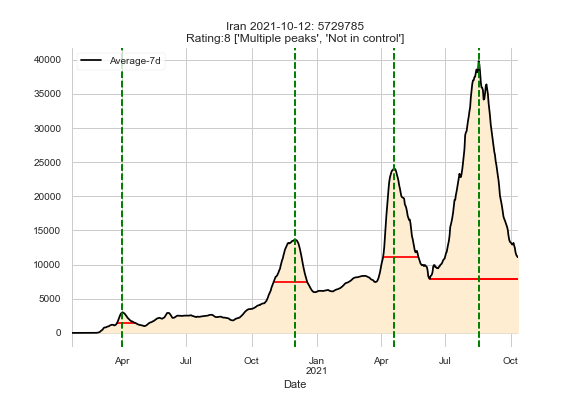 Iran 2021-10-12: 5729785
Rating:8 ['Multiple peaks', 'Not in control']
Average-7d
40000
35000
30000
25000
20000
15000
10000
5000
0
Apr Jul Oct Jan Apr Jul Oct
2021
Date